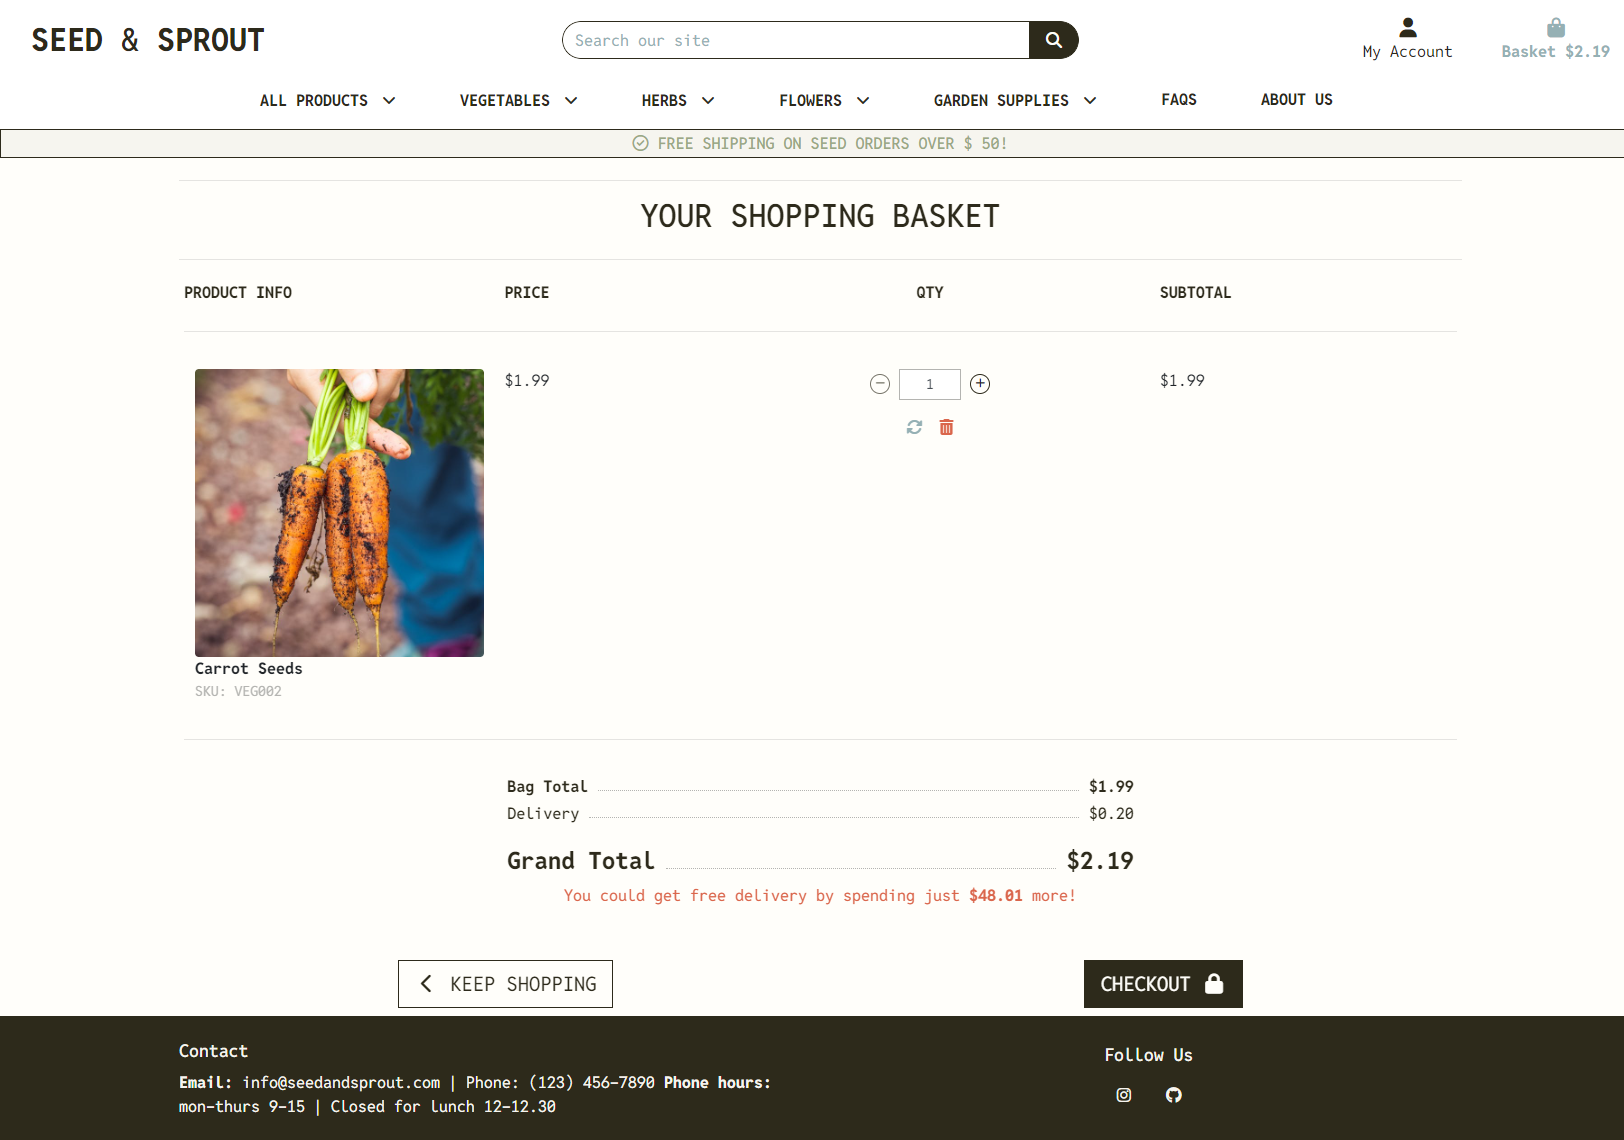 SEED & SPROUT
Search our site
My Account
Basket $2.19
ALL PRODUCTS
VEGETABLES
HERBS
FLOWERS
GARDEN SUPPLIES
FAQS
ABOUT US
FREE SHIPPING ON SEED ORDERS OVER $ 50!
YOUR SHOPPING BASKET
PRODUCT INFO PRICE QTY SUBTOTAL
$1.99 1 $1.99
Carrot Seeds
SKU: VEG002
Bag Total $1.99
Delivery $0.20
Grand Total $2.19
You could get free delivery by spending just $48.01 more!
KEEP SHOPPING
CHECKOUT
Contact
Email: info@seedandsprout.com | Phone: (123) 456-7890 Phone hours:
mon-thurs 9-15 | Closed for lunch 12-12.30
Follow Us